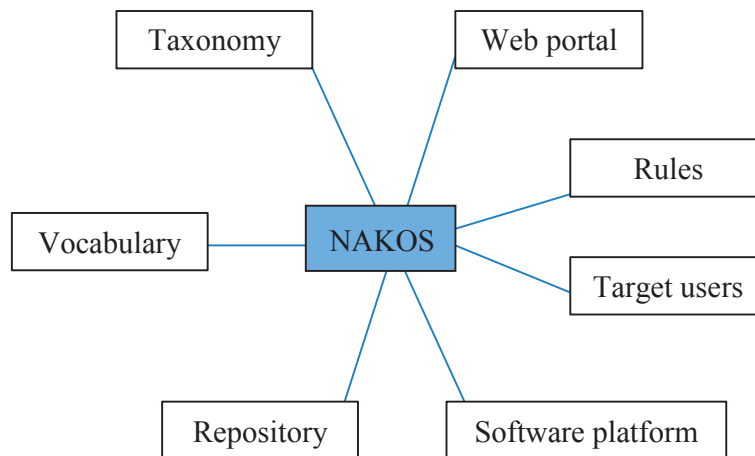 Taxonomy
Web portal
Rules
Vocabulary
NAKOS
Target users
Repository
Software platform